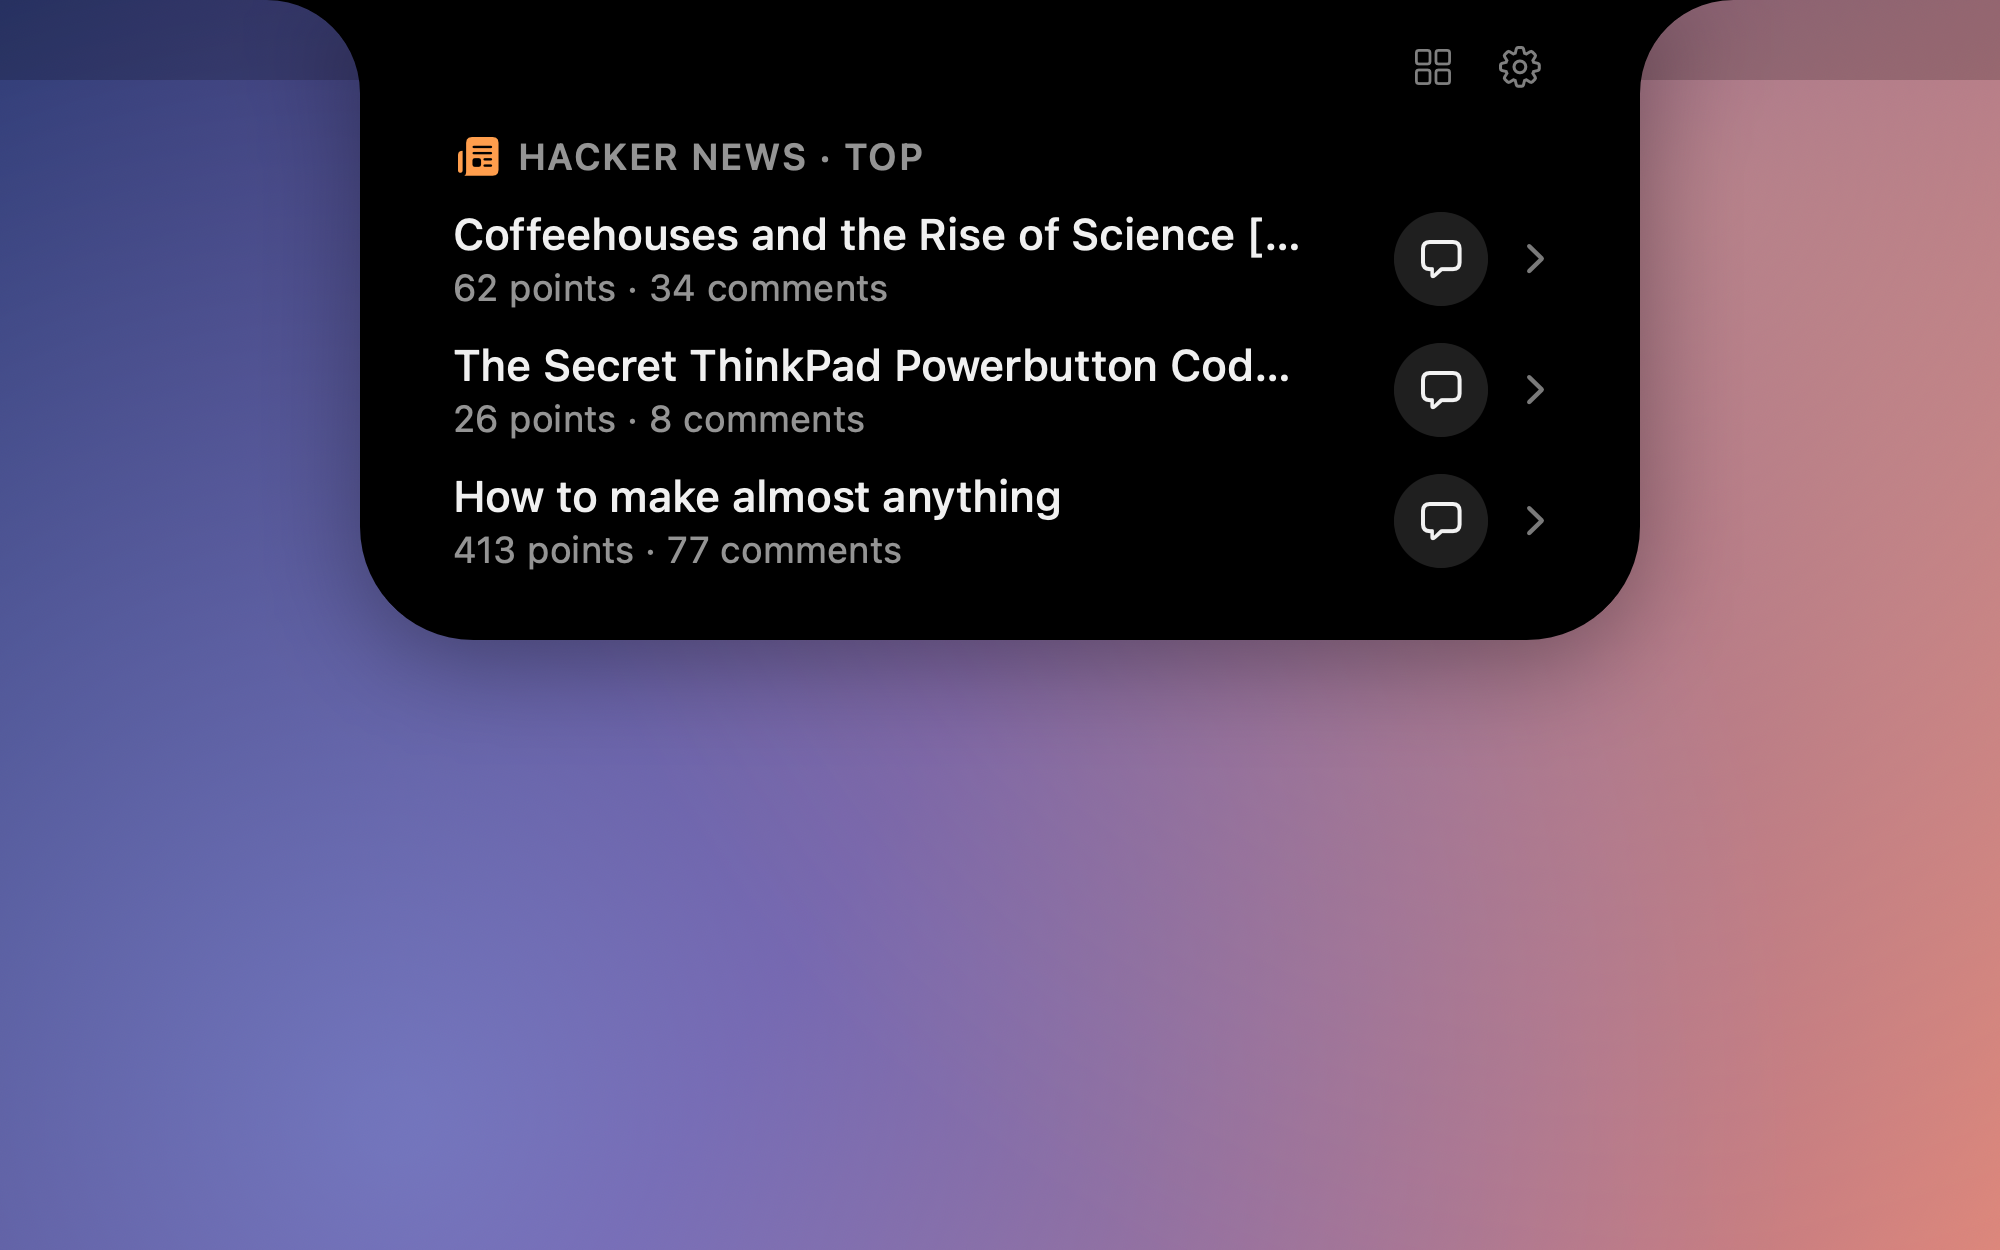 HACKER NEWS · TOP
Coffeehouses and the Rise of Science [...
62 points · 34 comments
The Secret ThinkPad Powerbutton Cod...
26 points · 8 comments
How to make almost anything
413 points · 77 comments